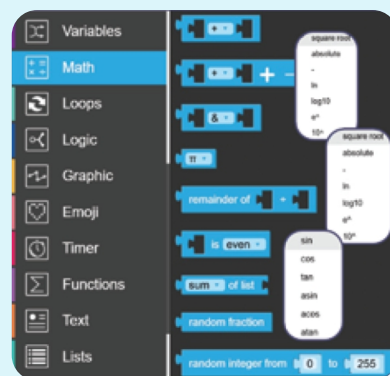 Variables
Math
Loops
Logic
Graphic
Emoji
Timer
Functions
Text
Lists
+
+ + −
&
π
remainder of ÷
is even
sum of list
random fraction
random integer from 0 to 255
square root
absolute
-
ln
log10
e^
10^
square root
absolute
-
ln
log10
e^
10^
sin
cos
tan
asin
acos
atan